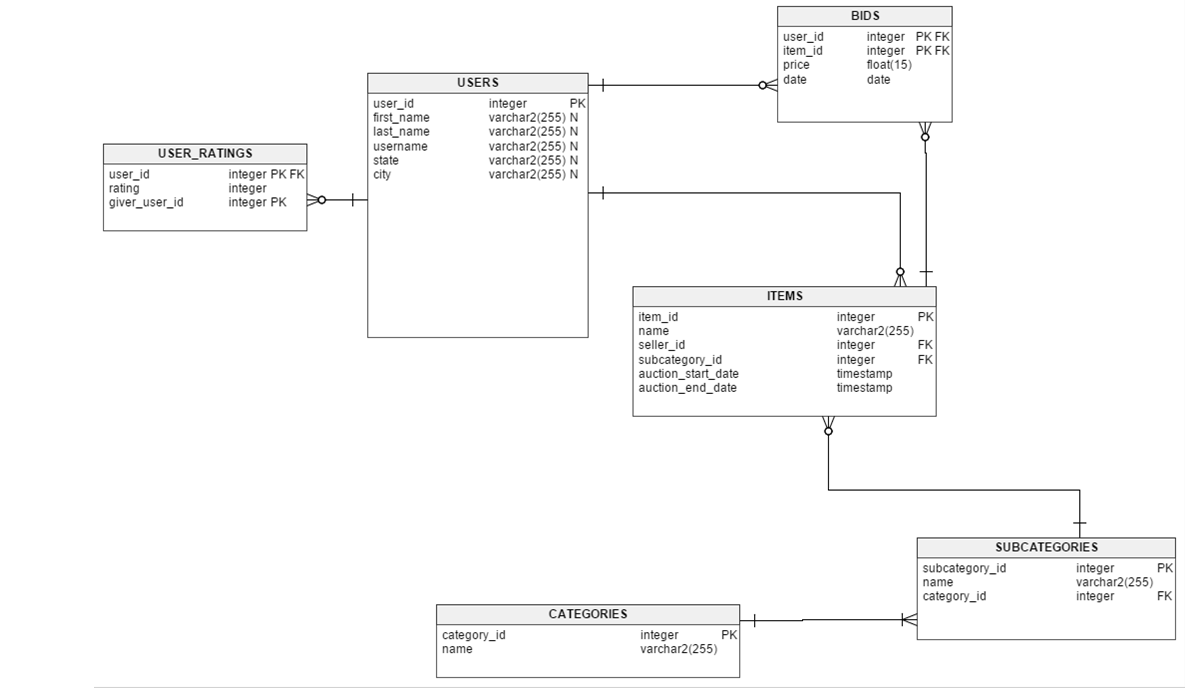 BIDS
user_id integer PK FK
item_id integer PK FK
price float(15)
date date
USERS
user_id integer PK
first_name varchar2(255) N
last_name varchar2(255) N
username varchar2(255) N
state varchar2(255) N
city varchar2(255) N
USER_RATINGS
user_id integer PK FK
rating integer
giver_user_id integer PK
ITEMS
item_id integer PK
name varchar2(255)
seller_id integer FK
subcategory_id integer FK
auction_start_date timestamp
auction_end_date timestamp
SUBCATEGORIES
subcategory_id integer PK
name varchar2(255)
category_id integer FK
CATEGORIES
category_id integer PK
name varchar2(255)